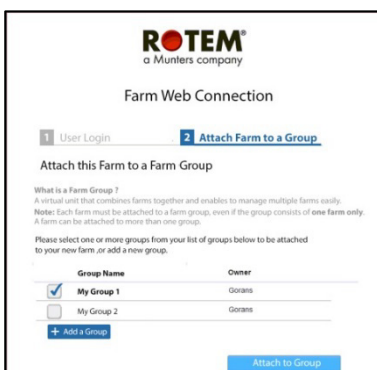 ROTEM®
a Munters company
Farm Web Connection
1 User Login 2 Attach Farm to a Group
Attach this Farm to a Farm Group
What is a Farm Group ?
A virtual unit that combines farms together and enables to manage multiple farms easily.
Note: Each farm must be attached to a farm group, even if the group consists of one farm only.
A farm can be attached to more than one group.
Please select one or more groups from your list of groups below to be attached
to your new farm ,or add a new group.
Group Name Owner
My Group 1 Gorans
My Group 2 Gorans
+ Add a Group
Attach to Group